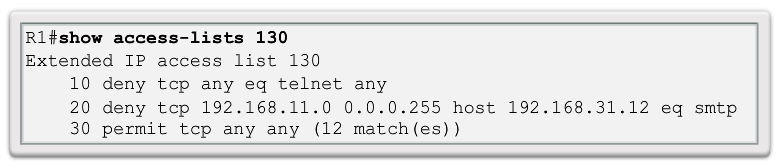 R1#show access-lists 130
Extended IP access list 130
    10 deny tcp any eq telnet any
    20 deny tcp 192.168.11.0 0.0.0.255 host 192.168.31.12 eq smtp
    30 permit tcp any any (12 match(es))